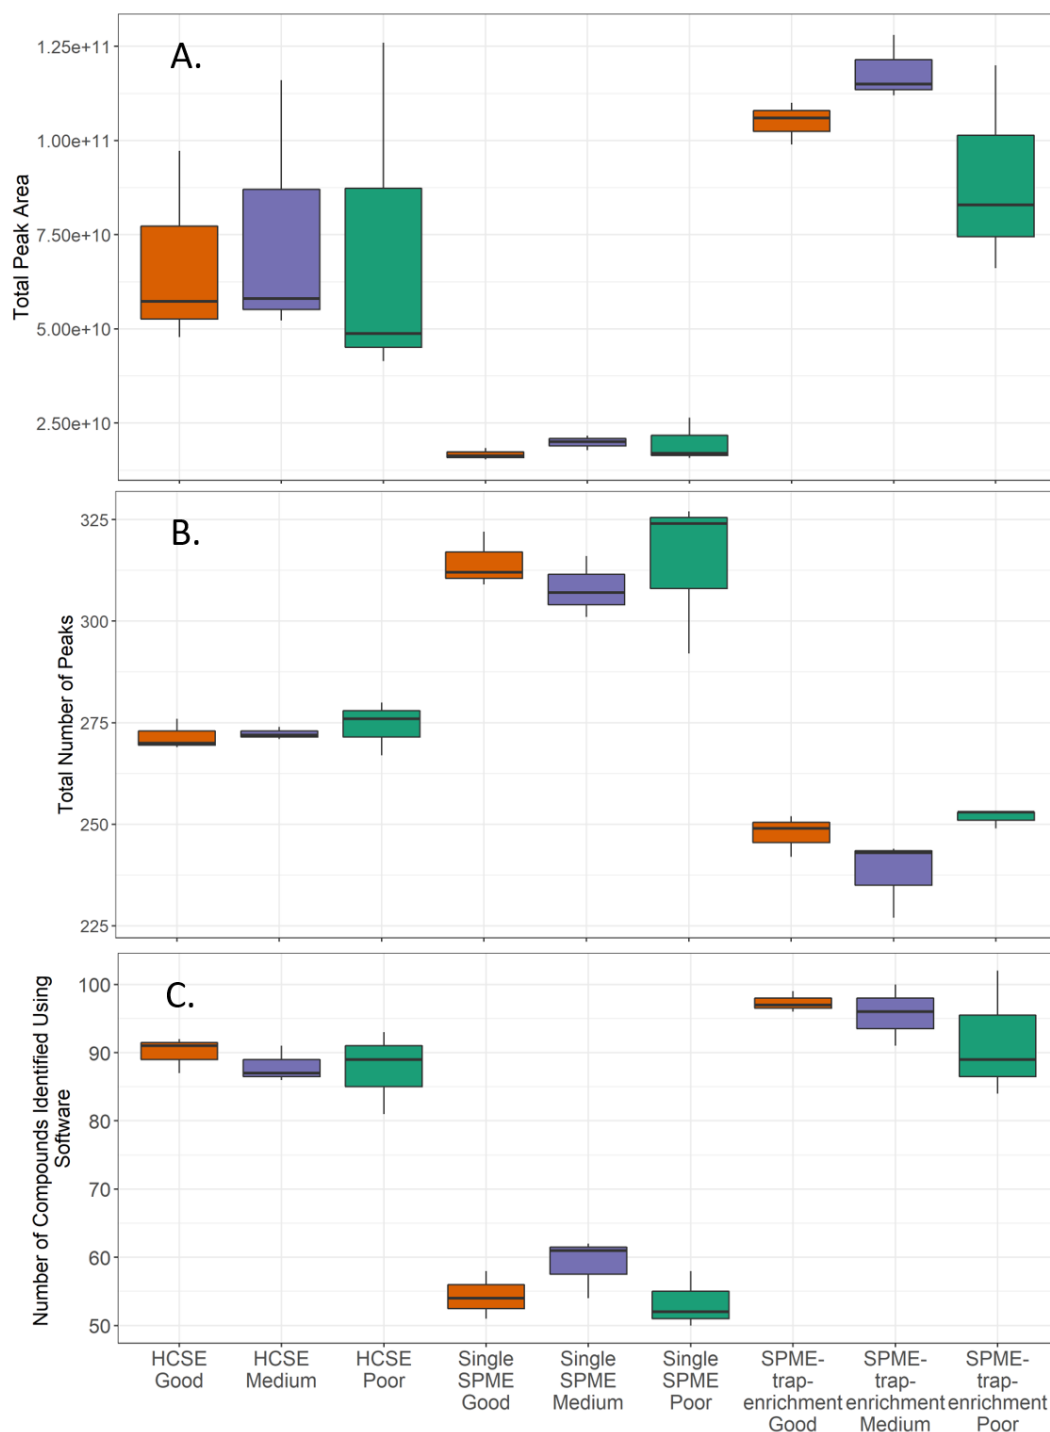 A.
Total Peak Area
1.25e+11
1.00e+11
7.50e+10
5.00e+10
2.50e+10
B.
Total Number of Peaks
325
300
275
250
225
C.
Number of Compounds Identified Using
Software
100
90
80
70
60
50
HCSE
Good
HCSE
Medium
HCSE
Poor
Single
SPME
Good
Single
SPME
Medium
Single
SPME
Poor
SPME-
trap-
enrichment
Good
SPME-
trap-
enrichment
Medium
SPME-
trap-
enrichment
Poor